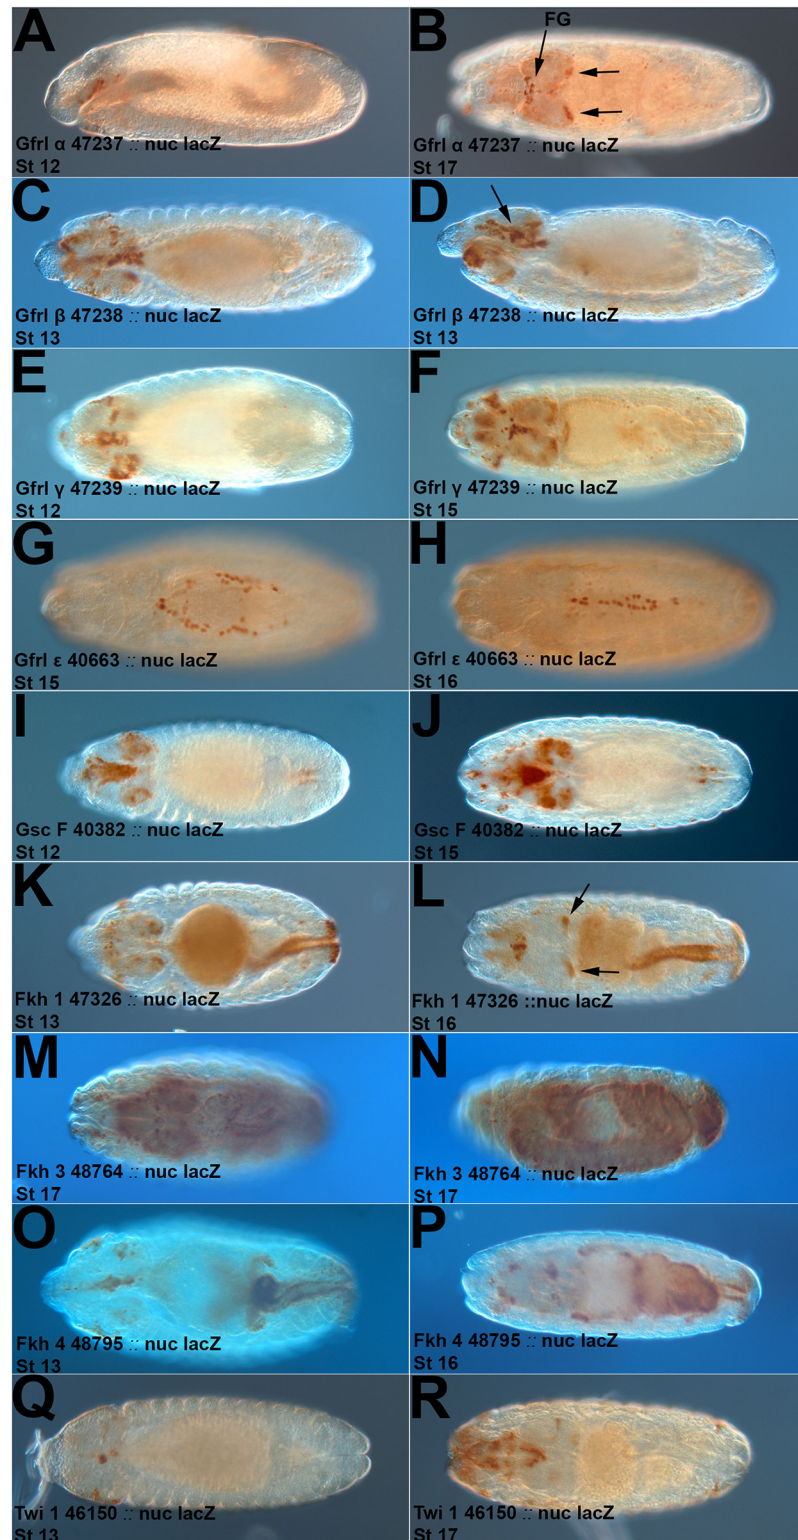 A
Gfrl α 47237 :: nuc lacZ
St 12
B
FG
Gfrl α 47237 :: nuc lacZ
St 17
C
Gfrl β 47238 :: nuc lacZ
St 13
D
Gfrl β 47238 :: nuc lacZ
St 13
E
Gfrl γ 47239 :: nuc lacZ
St 12
F
Gfrl γ 47239 :: nuc lacZ
St 15
G
Gfrl ε 40663 :: nuc lacZ
St 15
H
Gfrl ε 40663 :: nuc lacZ
St 16
I
Gsc F 40382 :: nuc lacZ
St 12
J
Gsc F 40382 :: nuc lacZ
St 15
K
Fkh 1 47326 :: nuc lacZ
St 13
L
Fkh 1 47326 ::nuc lacZ
St 16
M
Fkh 3 48764 :: nuc lacZ
St 17
N
Fkh 3 48764 :: nuc lacZ
St 17
O
Fkh 4 48795 :: nuc lacZ
St 13
P
Fkh 4 48795 :: nuc lacZ
St 16
Q
Twi 1 46150 :: nuc lacZ
St 13
R
Twi 1 46150 :: nuc lacZ
St 17